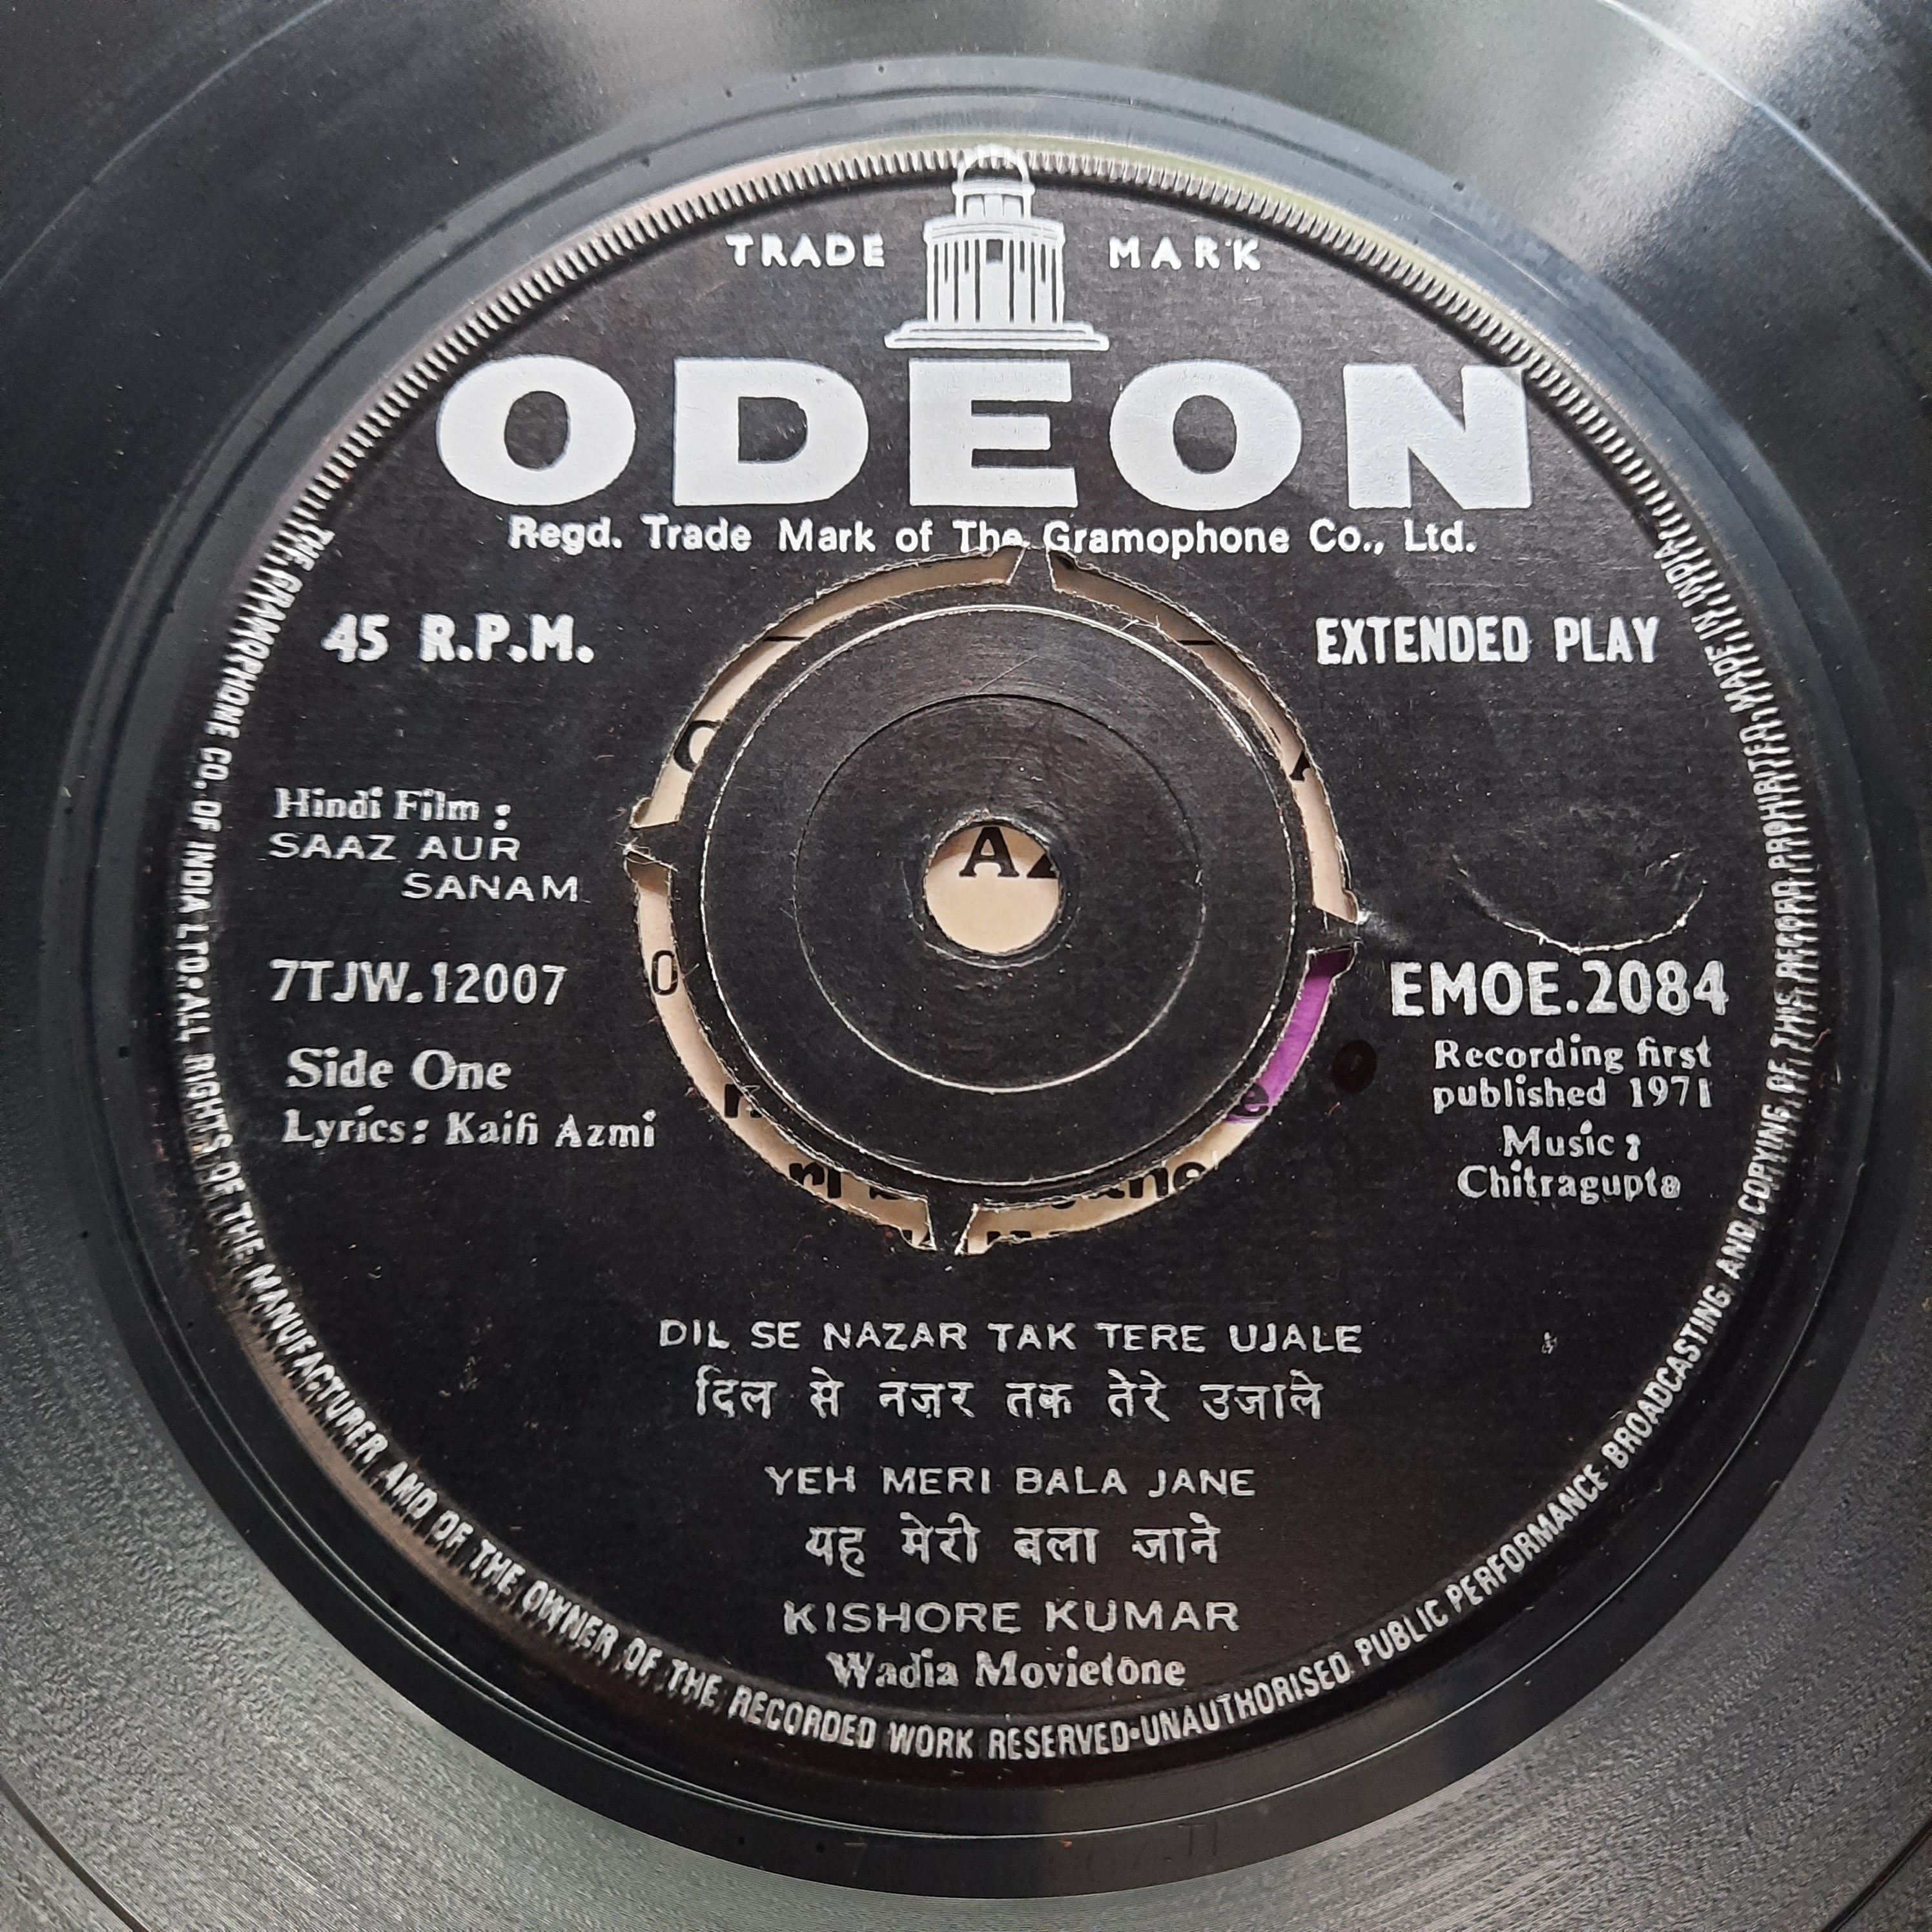 TRADE MARK
ODEON
Regd. Trade Mark of The Gramophone Co., Ltd.
45 R.P.M.
EXTENDED PLAY
Hindi Film :
SAAZ AUR
SANAM
7TJW.12007
Side One
Lyrics: Kaifi Azmi
EMOE.2084
Recording first
published 1971
Music :
Chitragupta
DIL SE NAZAR TAK TERE UJALE
दिल से नज़र तक तेरे उजाले
YEH MERI BALA JANE
यह मेरी बला जाने
KISHORE KUMAR
Wadia Movietone
THE GRAMOPHONE CO. OF INDIA LTD•ALL RIGHTS OF THE MANUFACTURER AND OF THE OWNER OF THE RECORDED WORK RESERVED•UNAUTHORISED PUBLIC PERFORMANCE BROADCASTING AND COPYING OF THIS RECORD PROHIBITED•MADE IN INDIA